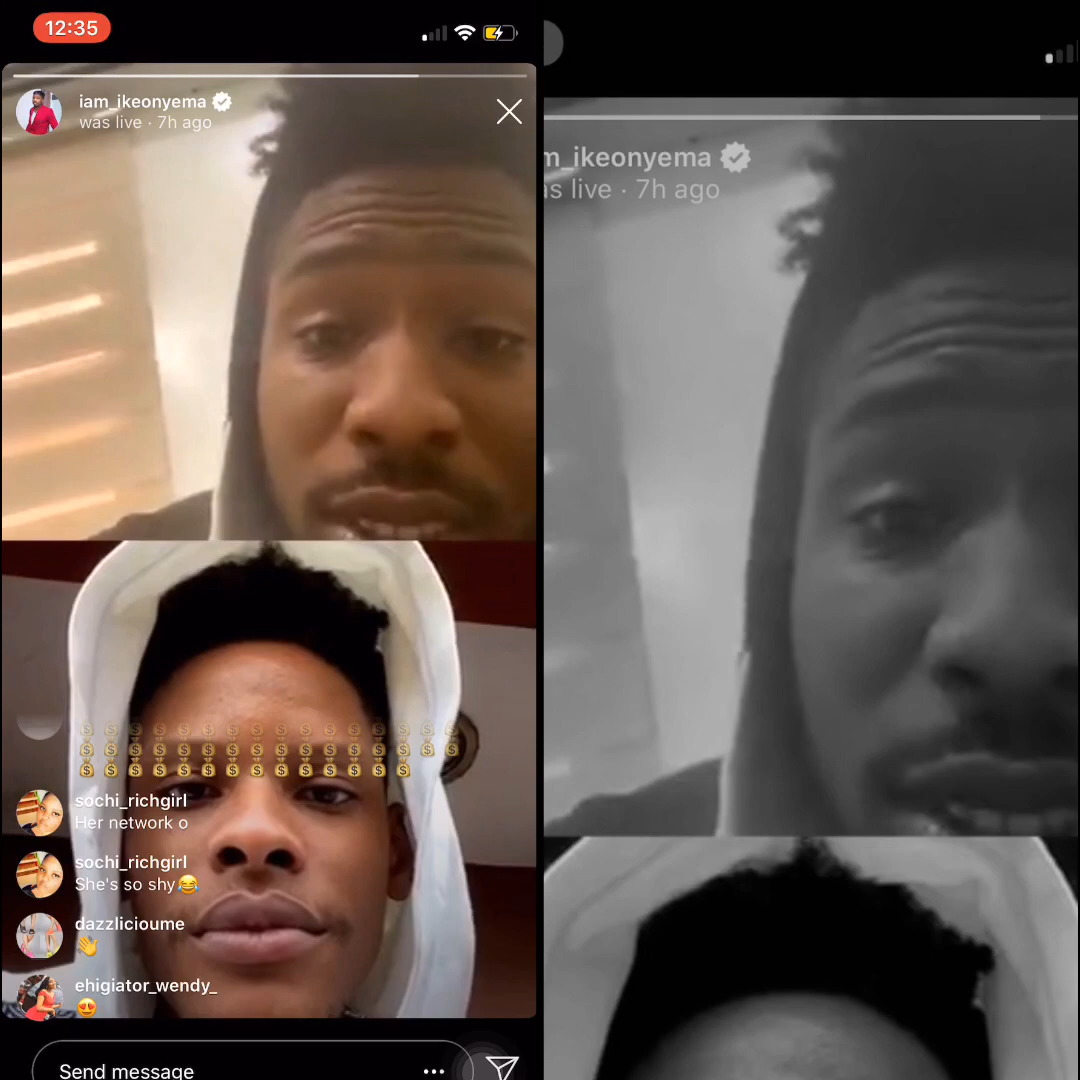 12:35
iam_ikeonyema
was live · 7h ago
sochi_richgirl
Her network o
sochi_richgirl
She's so shy😂
dazzlicioume
👋
ehigiator_wendy_
😍
Send message
m_ikeonyema
as live · 7h ago